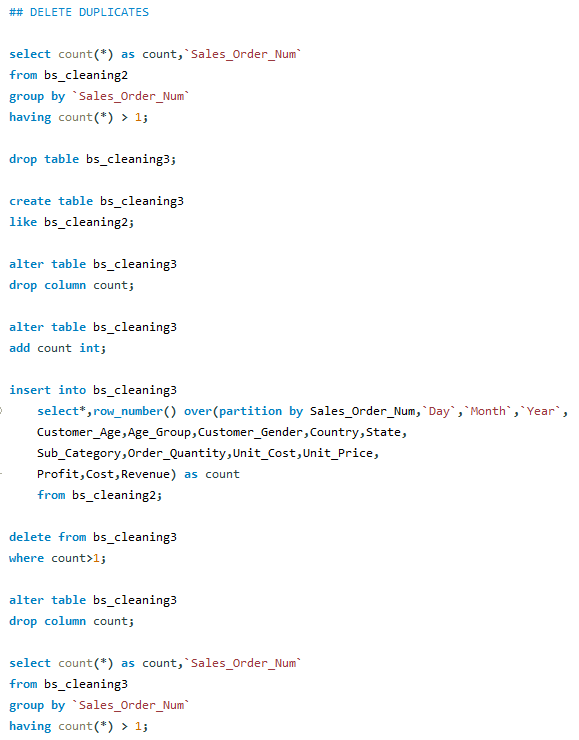 ## DELETE DUPLICATES
select count(*) as count,`Sales_Order_Num`
from bs_cleaning2
group by `Sales_Order_Num`
having count(*) > 1;
drop table bs_cleaning3;
create table bs_cleaning3
like bs_cleaning2;
alter table bs_cleaning3
drop column count;
alter table bs_cleaning3
add count int;
insert into bs_cleaning3
select*,row_number() over(partition by Sales_Order_Num,`Day`,`Month`,`Year`,
Customer_Age,Age_Group,Customer_Gender,Country,State,
Sub_Category,Order_Quantity,Unit_Cost,Unit_Price,
Profit,Cost,Revenue) as count
from bs_cleaning2;
delete from bs_cleaning3
where count>1;
alter table bs_cleaning3
drop column count;
select count(*) as count,`Sales_Order_Num`
from bs_cleaning3
group by `Sales_Order_Num`
having count(*) > 1;